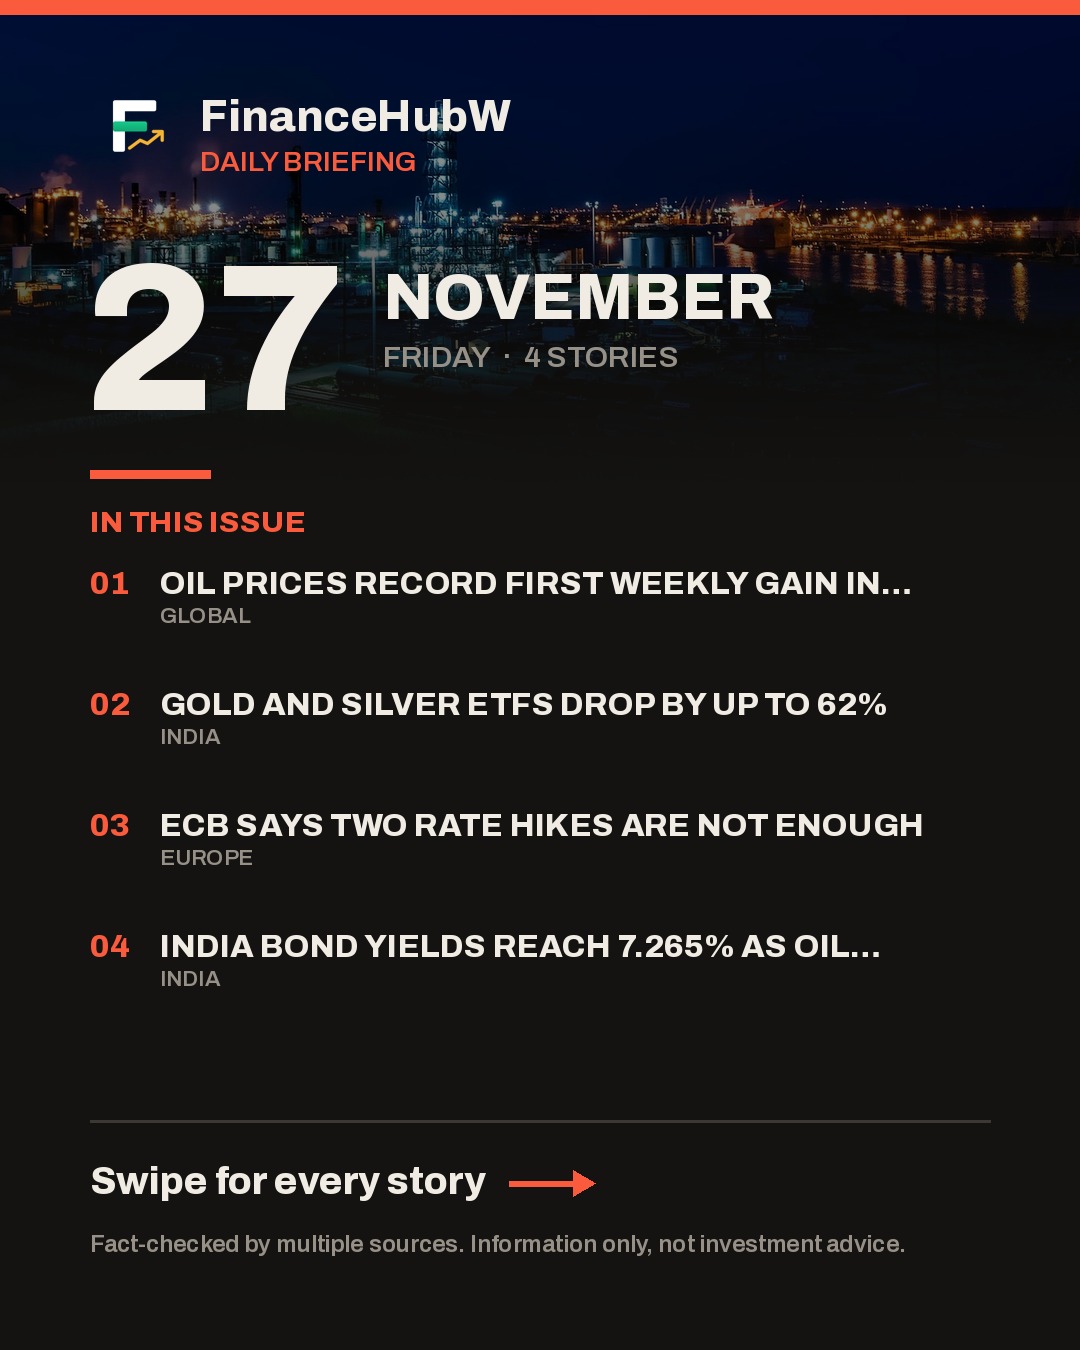 FinanceHubW
DAILY BRIEFING
27
NOVEMBER
FRIDAY · 4 STORIES
IN THIS ISSUE
01 OIL PRICES RECORD FIRST WEEKLY GAIN IN...
GLOBAL
02 GOLD AND SILVER ETFS DROP BY UP TO 62%
INDIA
03 ECB SAYS TWO RATE HIKES ARE NOT ENOUGH
EUROPE
04 INDIA BOND YIELDS REACH 7.265% AS OIL...
INDIA
Swipe for every story
Fact-checked by multiple sources. Information only, not investment advice.